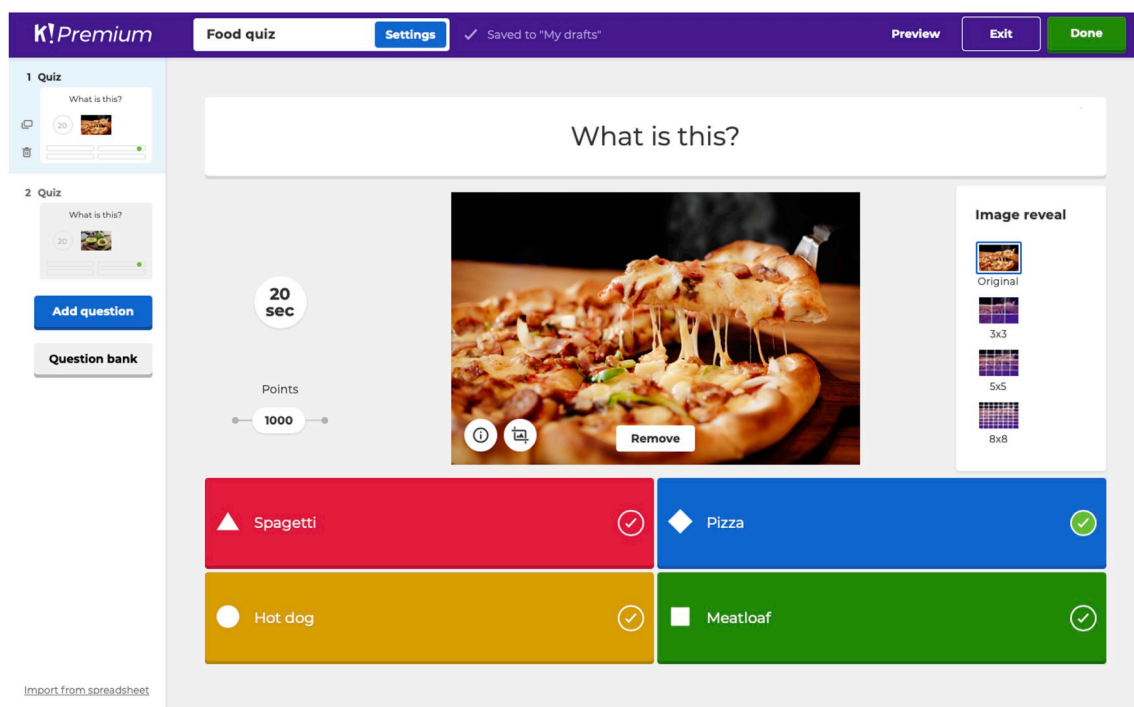 K! Premium
Food quiz
Settings
Saved to "My drafts"
Preview
Exit
Done
1 Quiz
What is this?
20
2 Quiz
What is this?
20
Add question
Question bank
Import from spreadsheet
What is this?
20
sec
Points
1000
Remove
Image reveal
Original
3x3
5x5
8x8
Spagetti
Pizza
Hot dog
Meatloaf